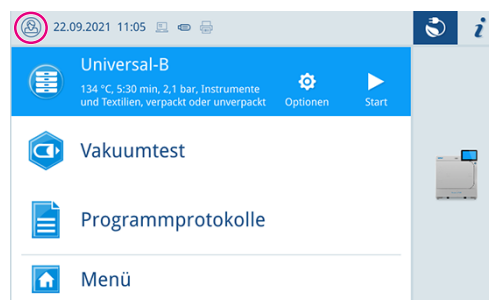 22.09.2021 11:05
i
Universal-B
134 °C, 5:30 min, 2,1 bar, Instrumente
und Textilien, verpackt oder unverpackt
Optionen
Start
Vakuumtest
Programmprotokolle
Menü